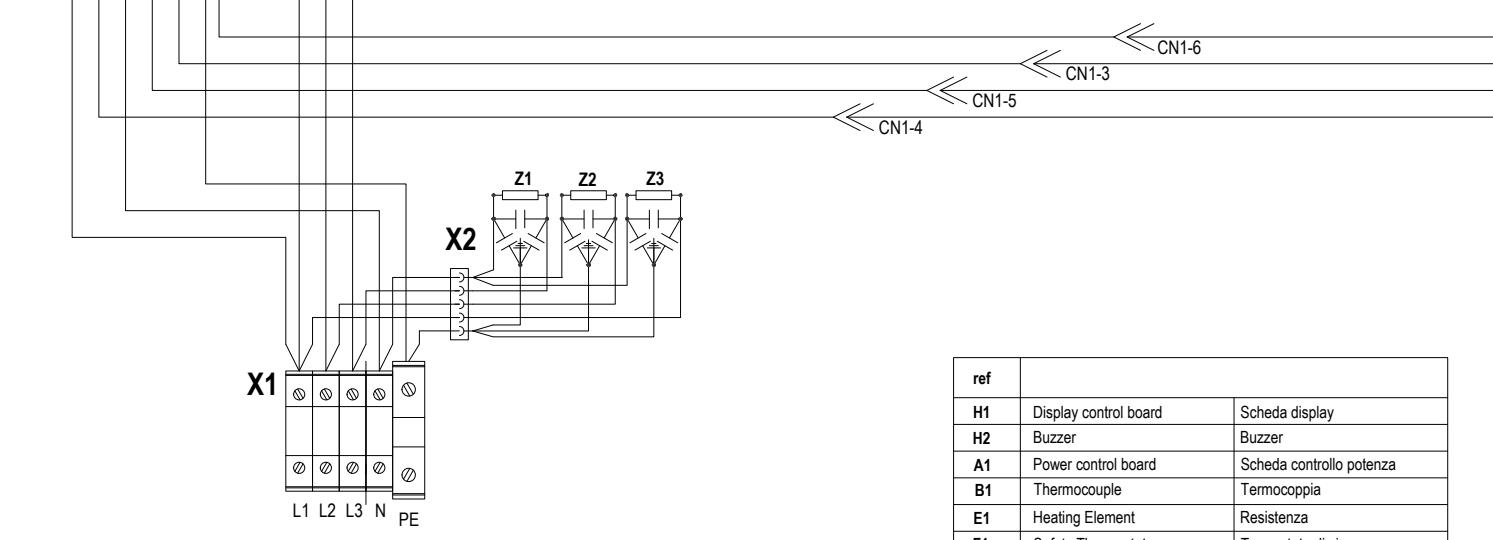 CN1-6
CN1-3
CN1-5
CN1-4
Z1 Z2 Z3
X2
X1
L1 L2 L3 N PE
ref
H1 Display control board Scheda display
H2 Buzzer Buzzer
A1 Power control board Scheda controllo potenza
B1 Thermocouple Termocoppia
E1 Heating Element Resistenza